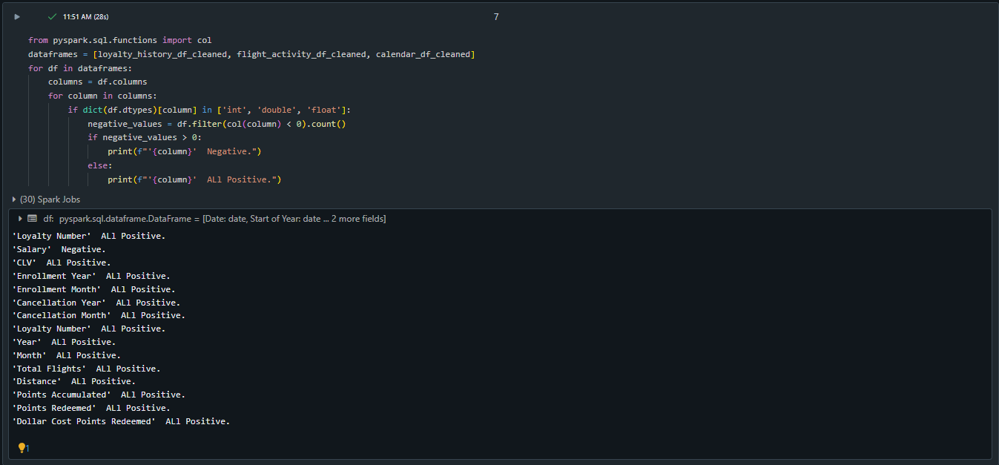 11:51 AM (28s)
7
from pyspark.sql.functions import col
dataframes = [loyalty_history_df_cleaned, flight_activity_df_cleaned, calendar_df_cleaned]
for df in dataframes:
    columns = df.columns
    for column in columns:
        if dict(df.dtypes)[column] in ['int', 'double', 'float']:
            negative_values = df.filter(col(column) < 0).count()
            if negative_values > 0:
                print(f"'{column}'  Negative.")
            else:
                print(f"'{column}'  ALl Positive.")
(30) Spark Jobs
df: pyspark.sql.dataframe.DataFrame = [Date: date, Start of Year: date ... 2 more fields]
'Loyalty Number'  ALl Positive.
'Salary'  Negative.
'CLV'  ALl Positive.
'Enrollment Year'  ALl Positive.
'Enrollment Month'  ALl Positive.
'Cancellation Year'  ALl Positive.
'Cancellation Month'  ALl Positive.
'Loyalty Number'  ALl Positive.
'Year'  ALl Positive.
'Month'  ALl Positive.
'Total Flights'  ALl Positive.
'Distance'  ALl Positive.
'Points Accumulated'  ALl Positive.
'Points Redeemed'  ALl Positive.
'Dollar Cost Points Redeemed'  ALl Positive.
1